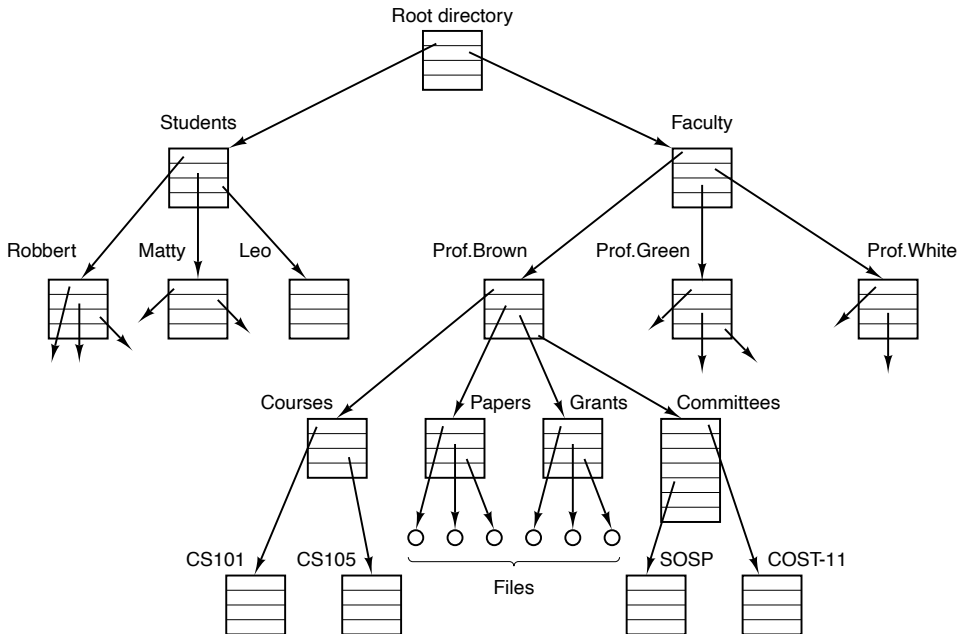 Root directory
Students
Faculty
Robbert
Matty
Leo
Prof.Brown
Prof.Green
Prof.White
Courses
Papers
Grants
Committees
CS101
CS105
Files
SOSP
COST-11